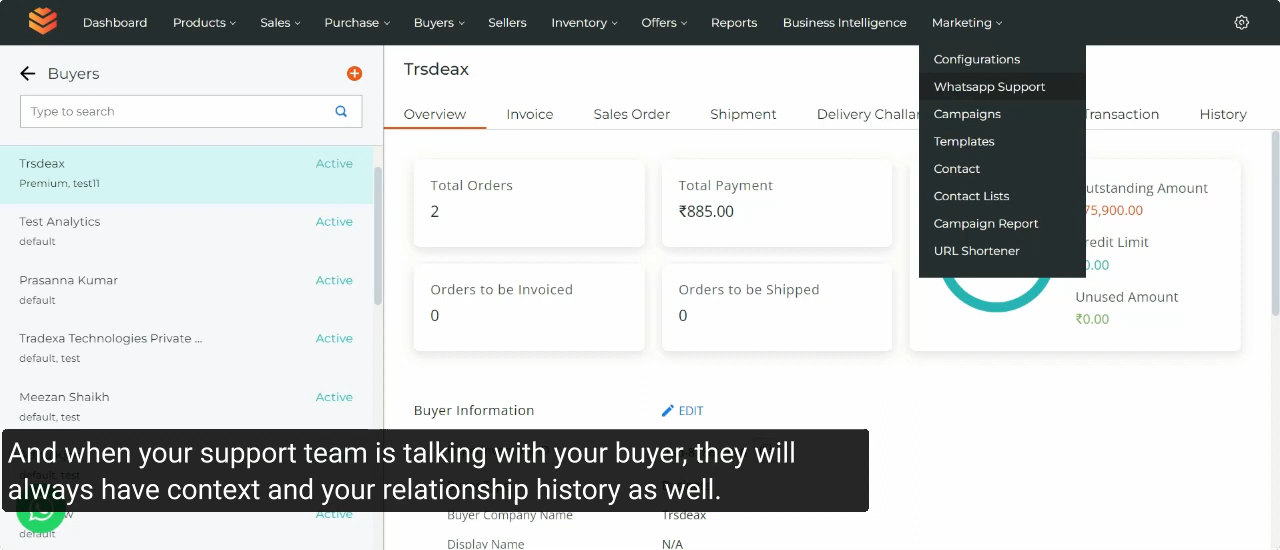 Dashboard Products Sales Purchase Buyers Sellers Inventory Offers Reports Business Intelligence Marketing
Configurations
Whatsapp Support
Campaigns
Templates
Contact
Contact Lists
Campaign Report
URL Shortener
Buyers
Type to search
Trsdeax Active
Premium, test11
Test Analytics Active
default
Prasanna Kumar Active
default
Tradexa Technologies Private ... Active
default, test
Meezan Shaikh Active
default, test
default, test
Active
default
Trsdeax
Overview Invoice Sales Order Shipment Delivery Challan Transaction History
Total Orders
2
Total Payment
₹885.00
Orders to be Invoiced
0
Orders to be Shipped
0
Outstanding Amount
75,900.00
Credit Limit
0.00
Unused Amount
₹0.00
Buyer Information EDIT
Buyer Company Name Trsdeax
Display Name N/A
And when your support team is talking with your buyer, they will
always have context and your relationship history as well.